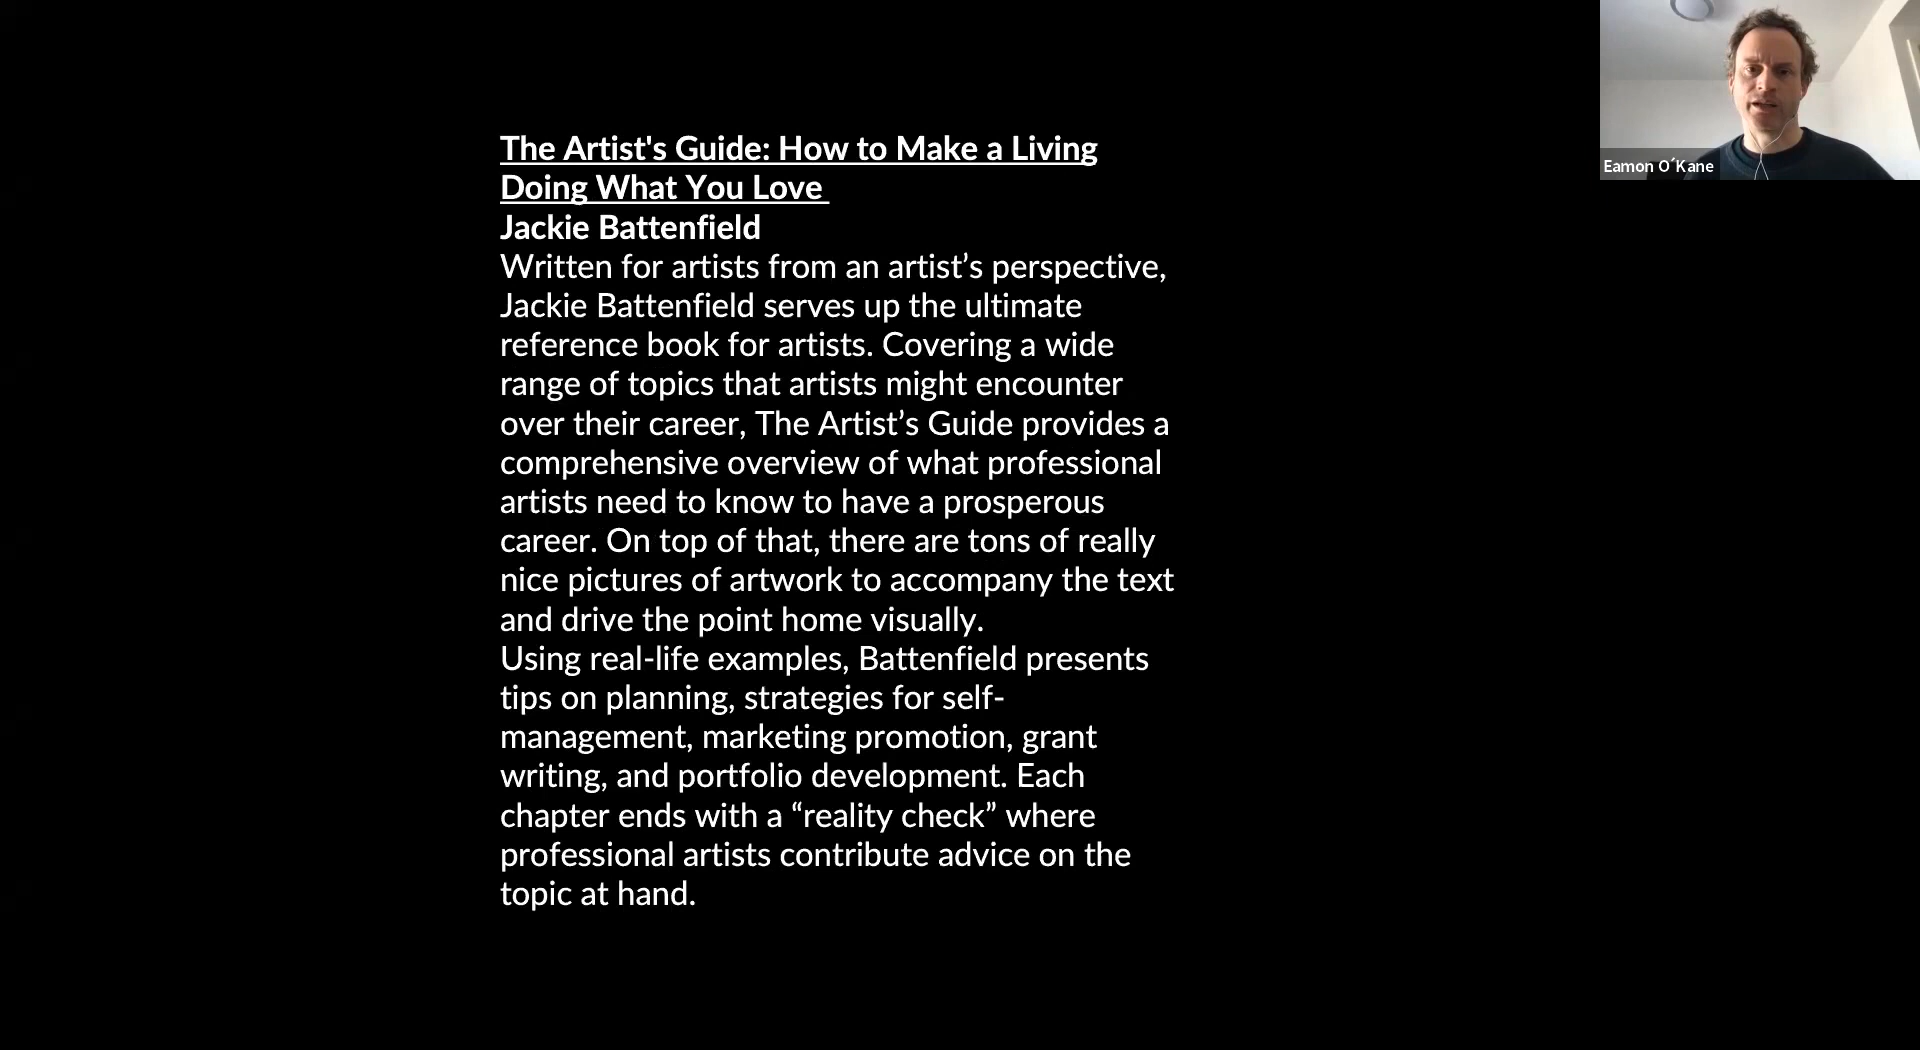 The Artist's Guide: How to Make a Living
Doing What You Love
Jackie Battenfield
Written for artists from an artist’s perspective,
Jackie Battenfield serves up the ultimate
reference book for artists. Covering a wide
range of topics that artists might encounter
over their career, The Artist’s Guide provides a
comprehensive overview of what professional
artists need to know to have a prosperous
career. On top of that, there are tons of really
nice pictures of artwork to accompany the text
and drive the point home visually.
Using real-life examples, Battenfield presents
tips on planning, strategies for self-
management, marketing promotion, grant
writing, and portfolio development. Each
chapter ends with a “reality check” where
professional artists contribute advice on the
topic at hand.
Eamon O´Kane